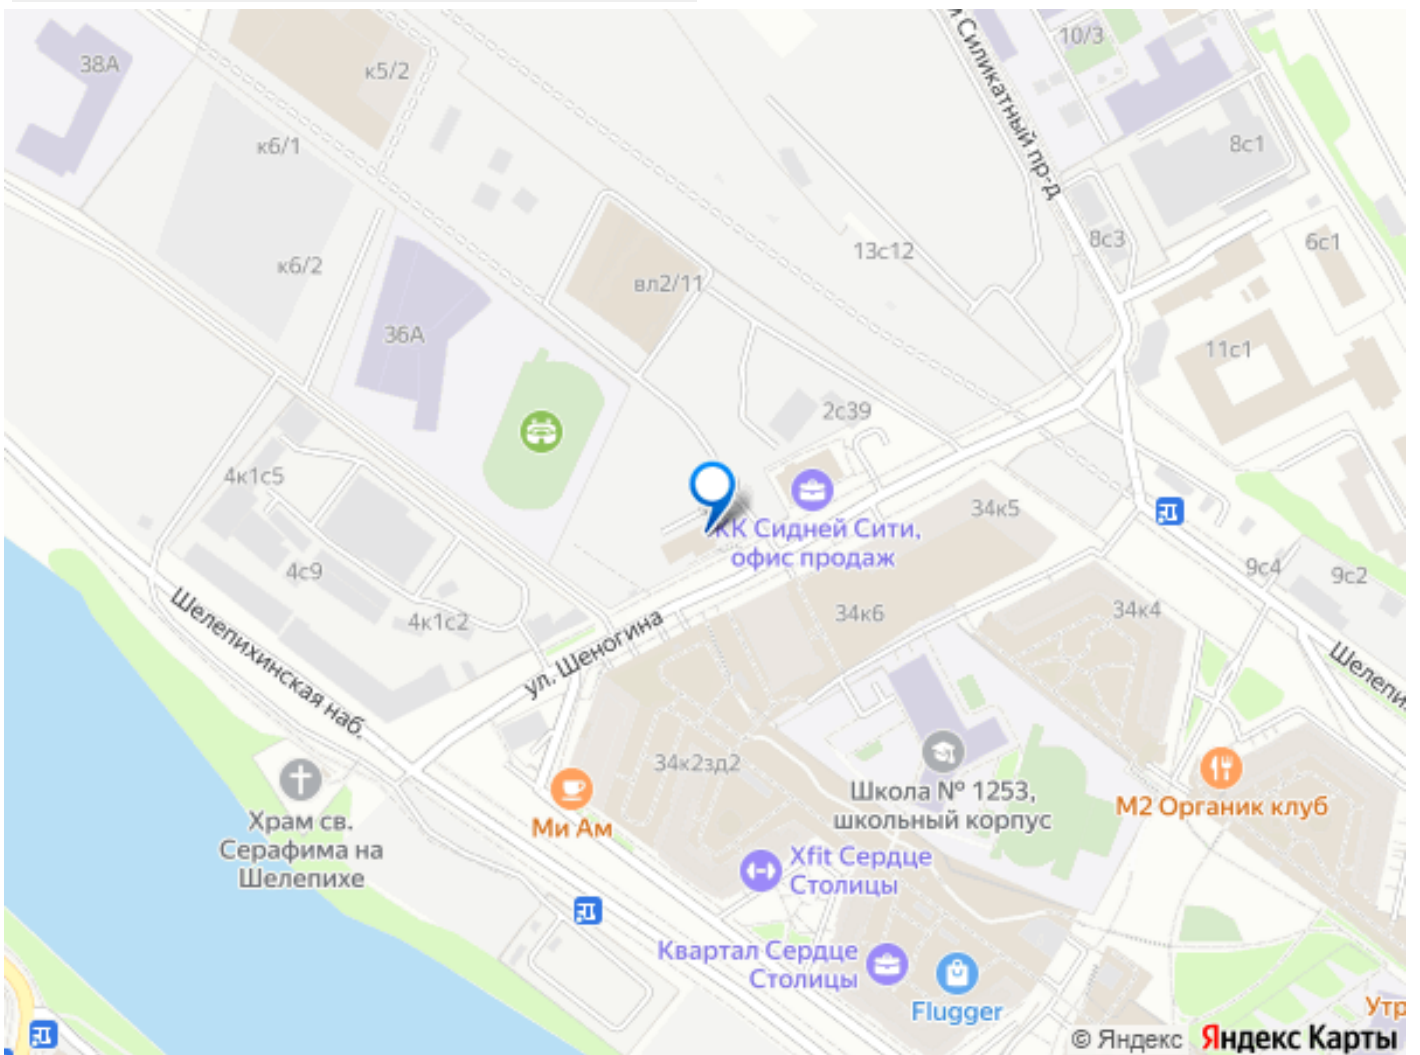 38А
к5/2
10/3
й Силикатный пр-д
к6/1
8с1
8с3
6с1
к6/2
13с12
вл2/11
36А
11с1
2с39
4к1с5
34к5
КК Сидней Сити,
офис продаж
9с4
9с2
4с9
4к1с2
34к6
34к4
Шелепихинская наб.
ул. Шеногина
Шелепи
34к2зд2
Школа № 1253,
школьный корпус
М2 Органик клуб
Ми Ам
Храм св.
Серафима на
Шелепихе
Xfit Сердце
Столицы
Квартал Сердце
Столицы
Flugger
Утр
© Яндекс Яндекс Карты